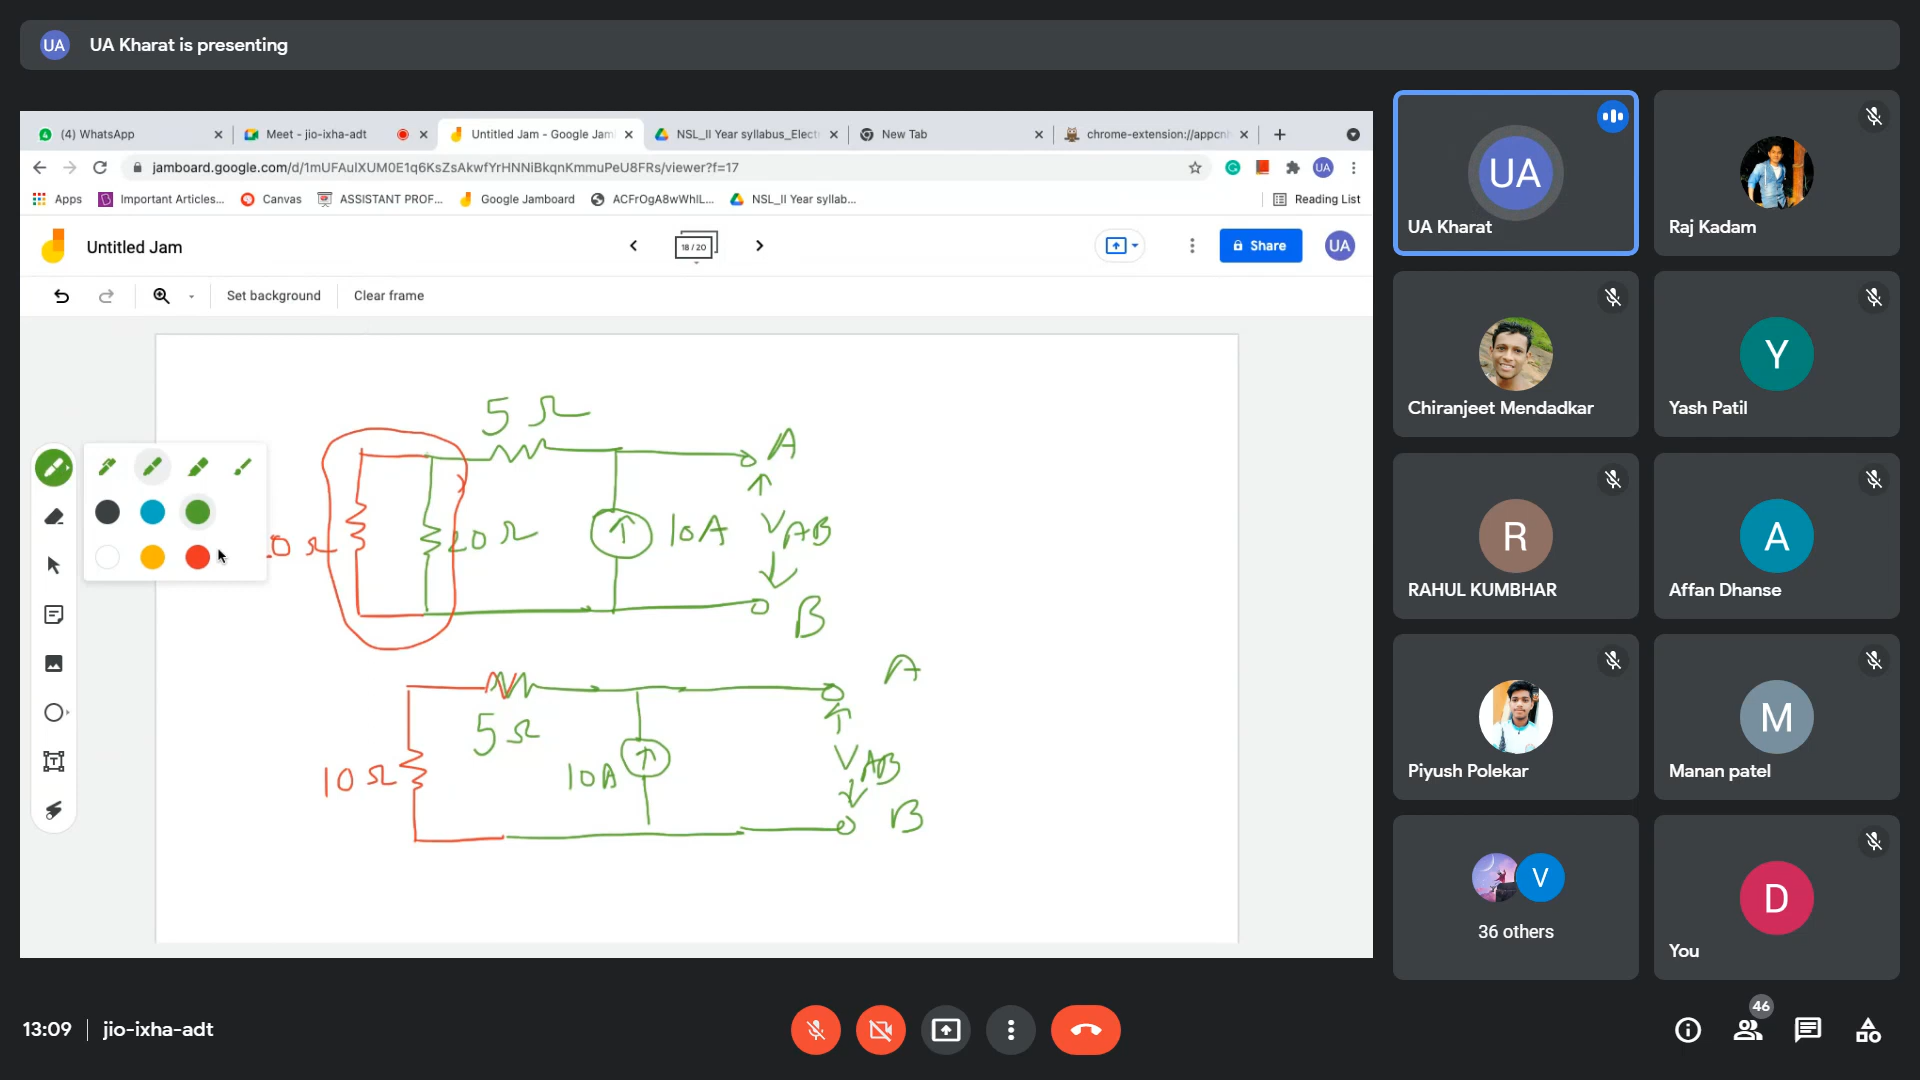 UA UA Kharat is presenting
(4) WhatsApp
Meet - jio-ixha-adt
Untitled Jam - Google Jam
NSL_II Year syllabus_Elect
New Tab
chrome-extension://appcn
jamboard.google.com/d/1mUFAulXUM0E1q6KsZsAkwfYrHNNiBkqnKmmuPeU8FRs/viewer?f=17
UA
Apps
Important Articles...
Canvas
ASSISTANT PROF...
Google Jamboard
ACFrOgA8wWhIL...
NSL_II Year syllab...
Reading List
Untitled Jam
18 / 20
Share
UA
Set background
Clear frame
5 Ω
A
0 Ω
20 Ω
10A
VAB
B
A
5 Ω
10 Ω
10A
VAB
B
UA
UA Kharat
Raj Kadam
Chiranjeet Mendadkar
Y
Yash Patil
R
RAHUL KUMBHAR
A
Affan Dhanse
Piyush Polekar
M
Manan patel
V
36 others
D
You
13:09
jio-ixha-adt
46